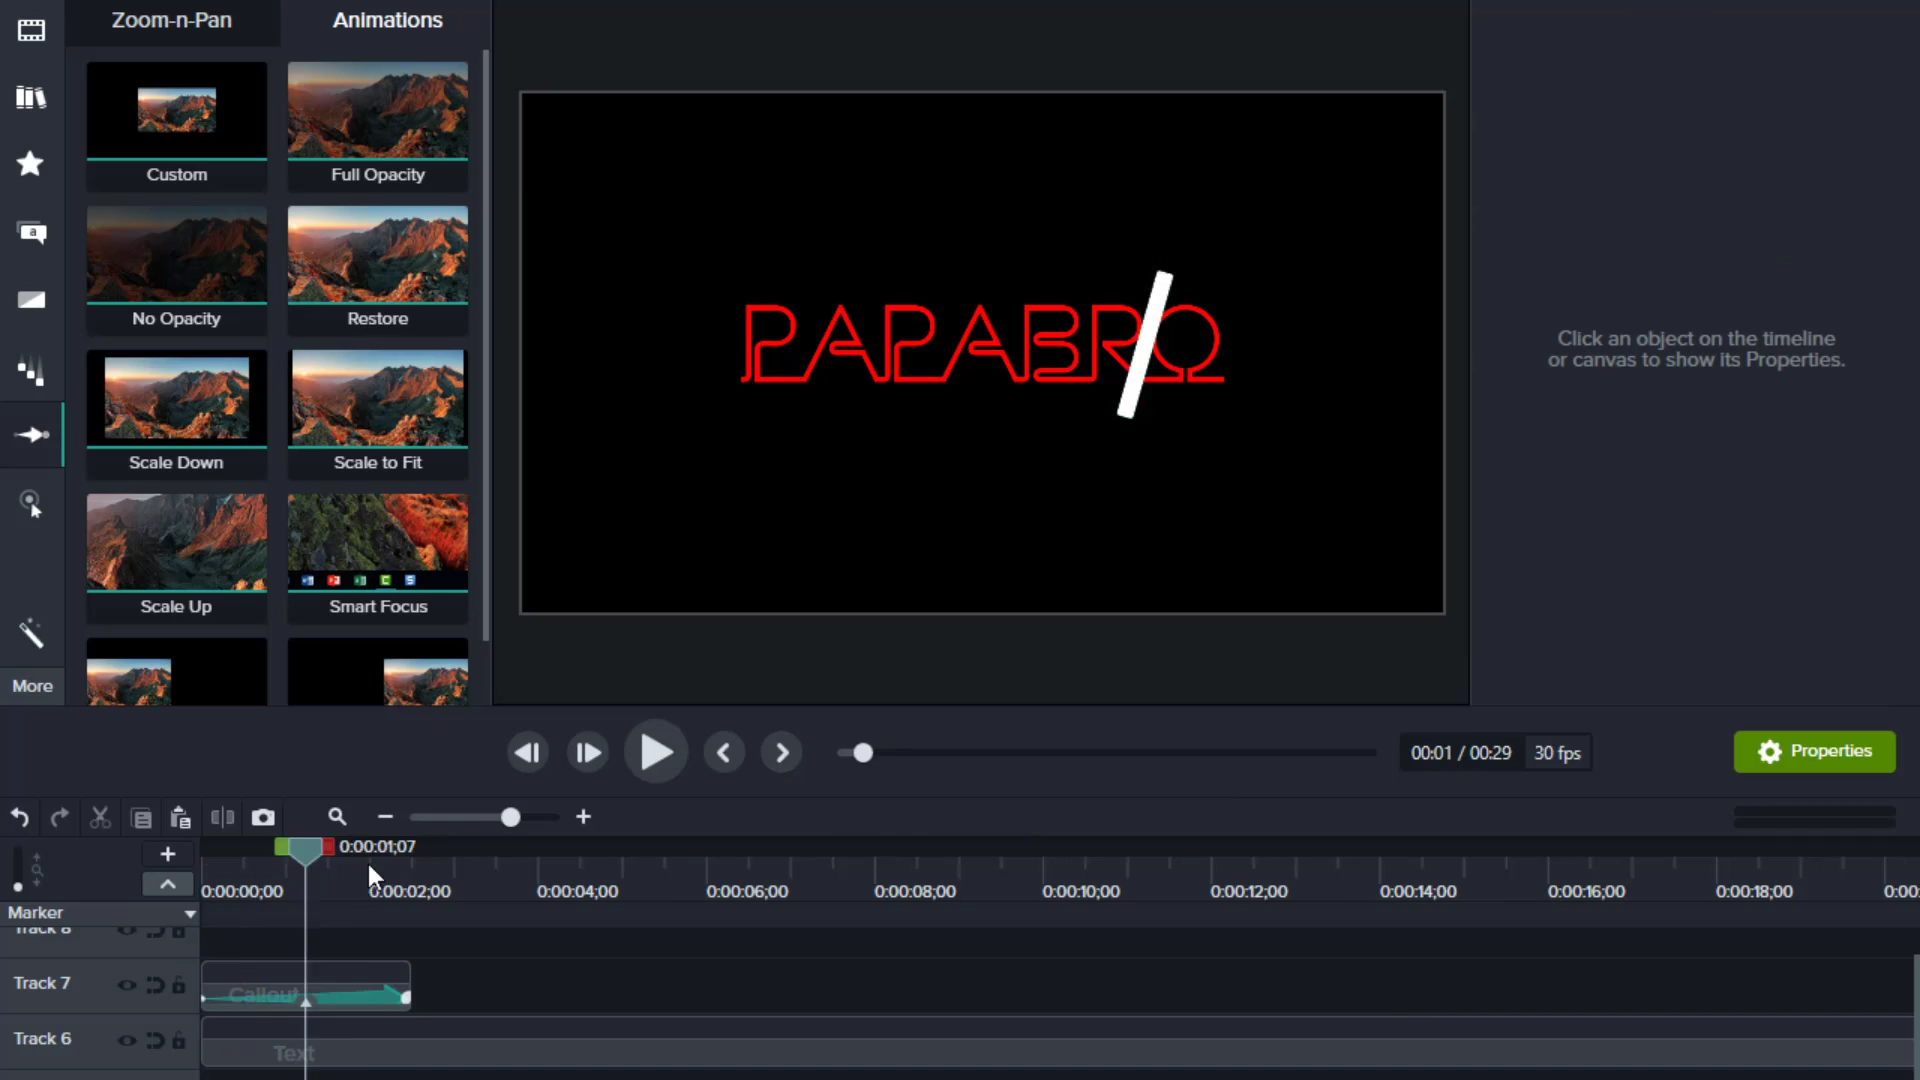 Zoom-n-Pan
Animations
Custom
Full Opacity
No Opacity
Restore
Scale Down
Scale to Fit
Scale Up
Smart Focus
a
More
PAPABRO
Click an object on the timeline
or canvas to show its Properties.
00:01 / 00:29
30 fps
Properties
0:00:01;07
0:00:00;00
0:00:02;00
0:00:04;00
0:00:06;00
0:00:08;00
0:00:10;00
0:00:12;00
0:00:14;00
0:00:16;00
0:00:18;00
0:00
Marker
Track 8
Track 7
Callout
Track 6
Text